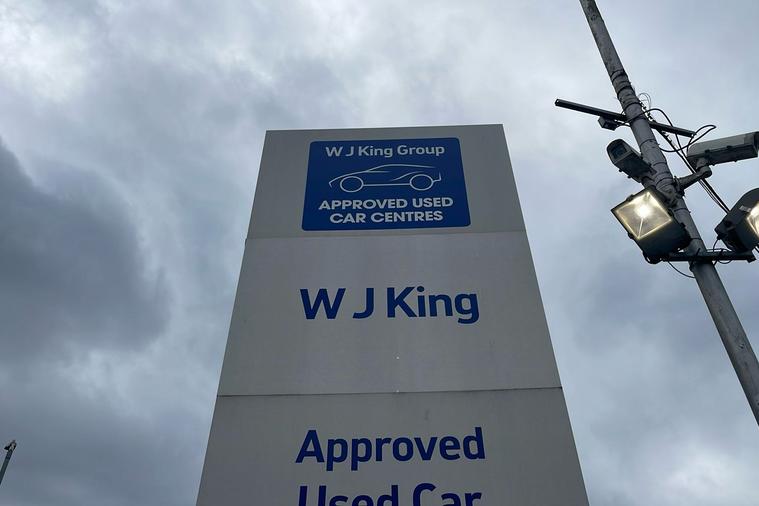 W J King Group
APPROVED USED
CAR CENTRES
W J King
Approved
Used Car